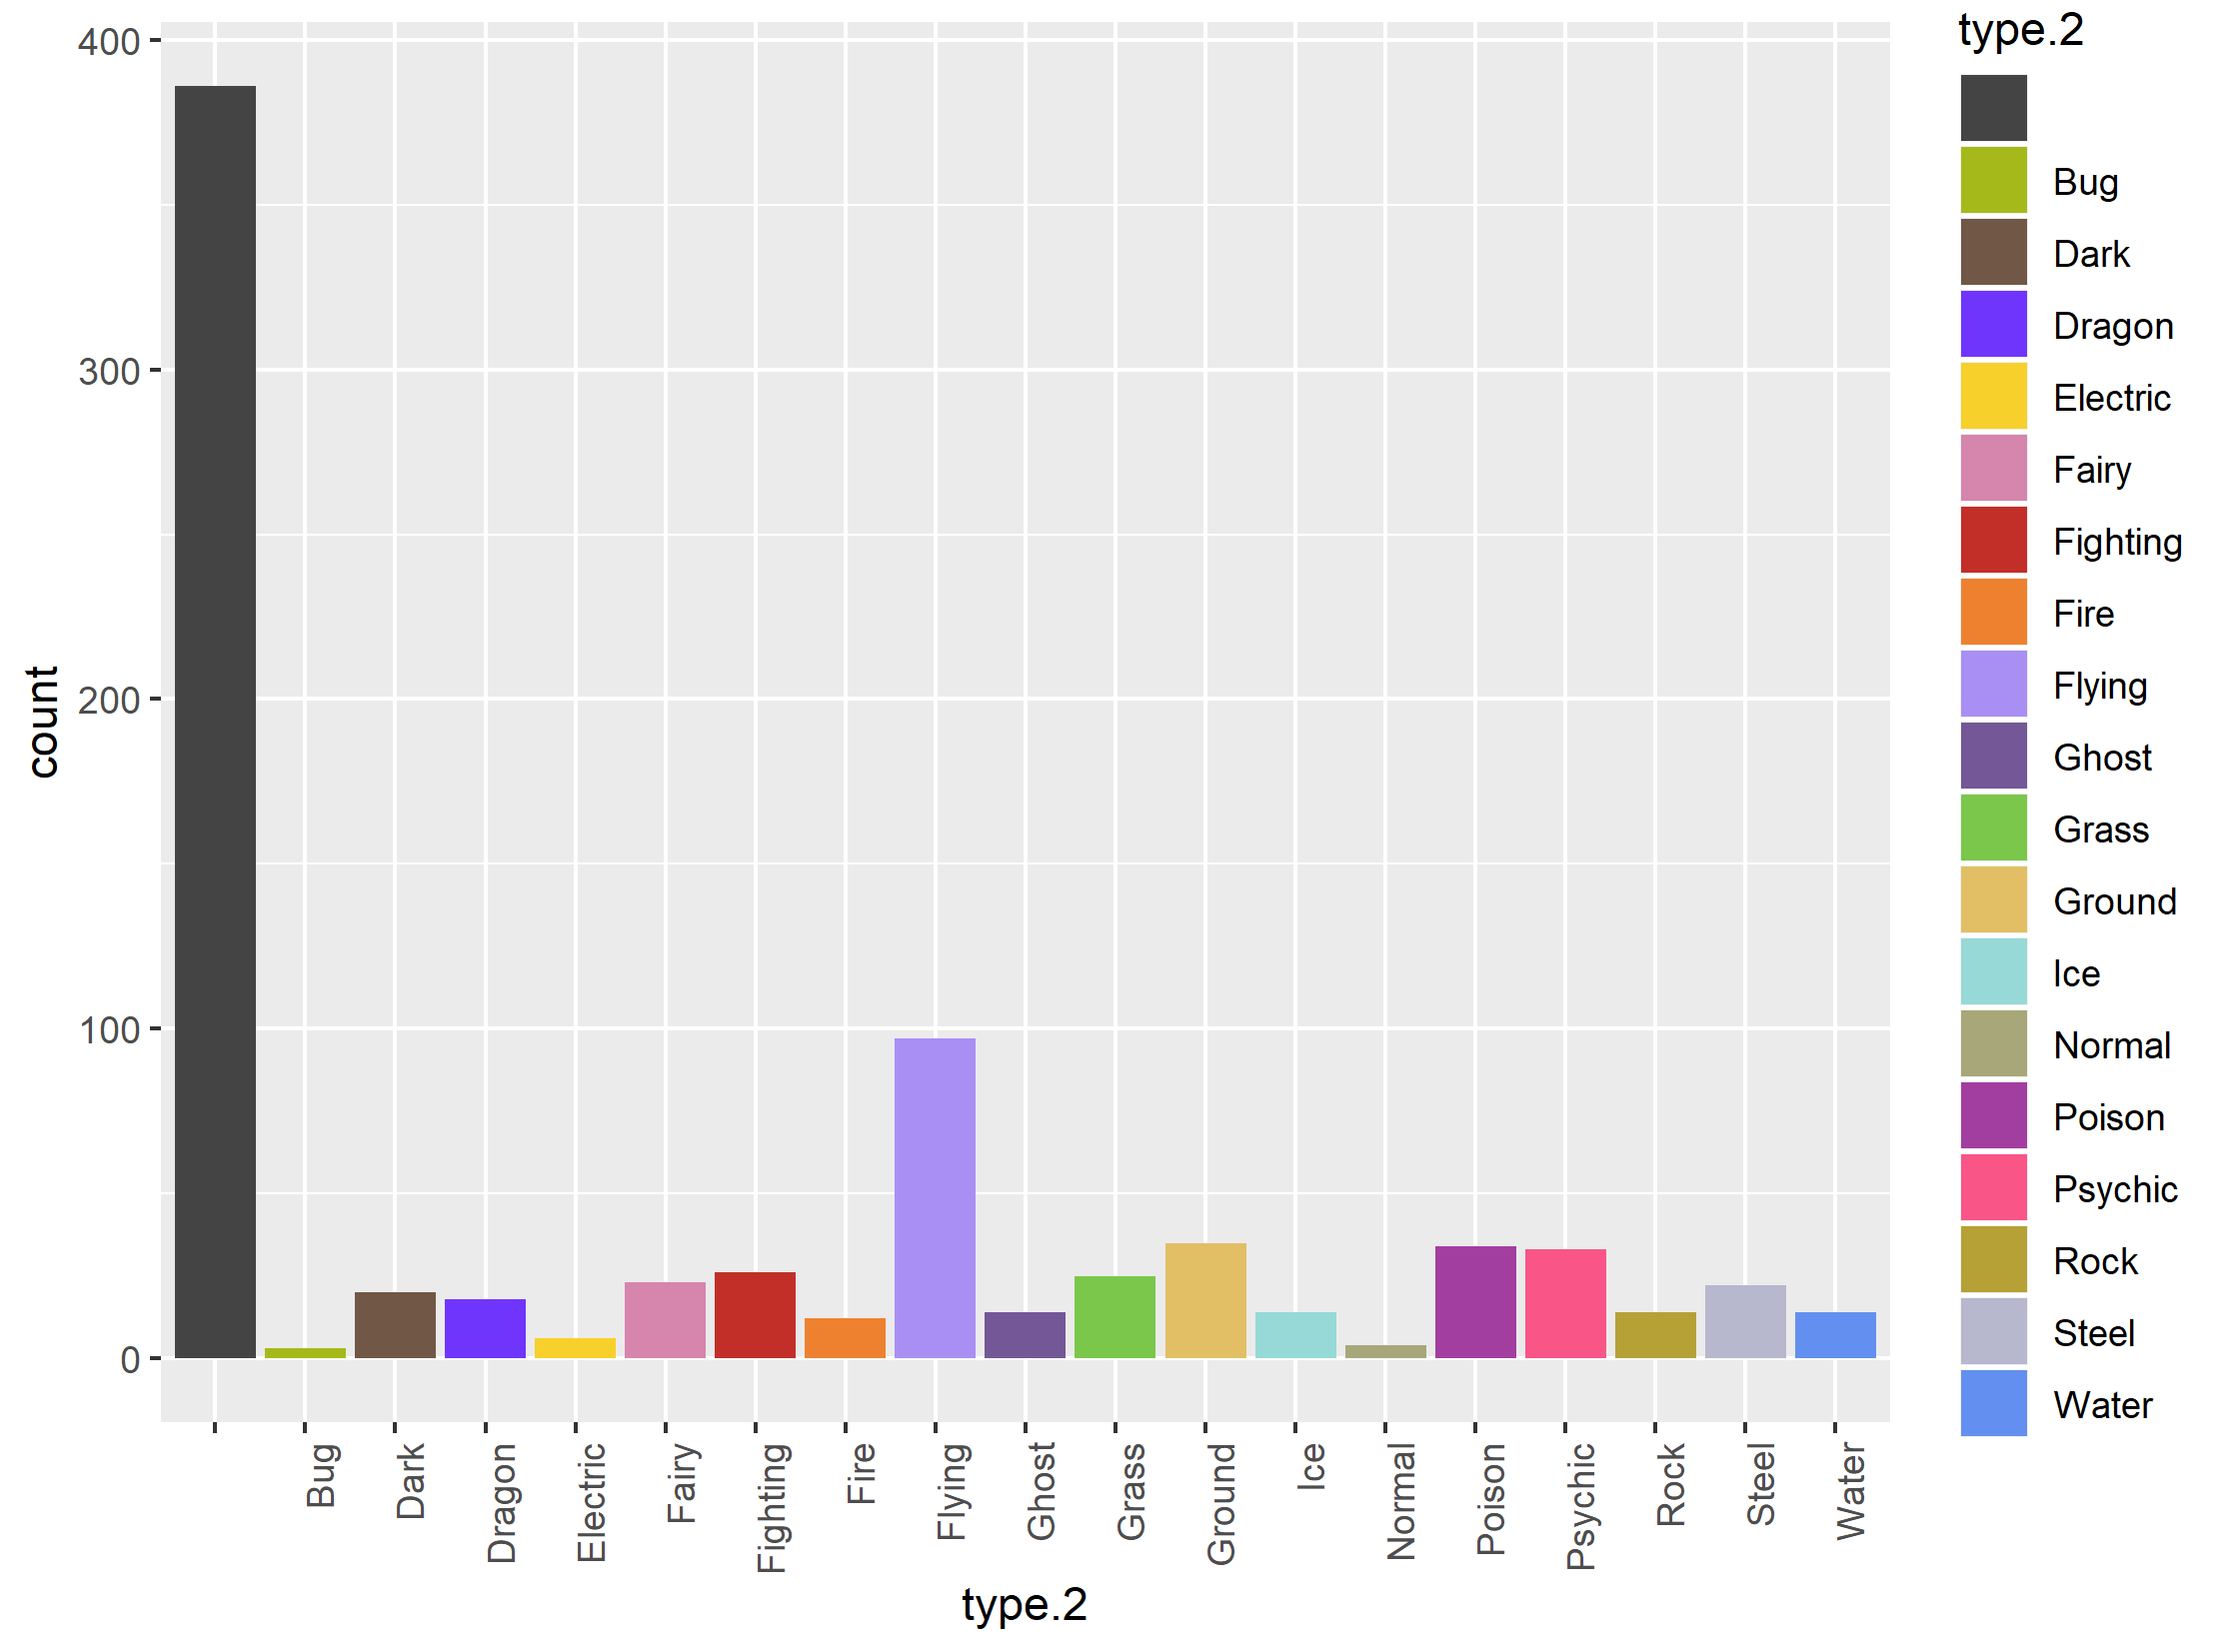 type.2
Bug
Dark
Dragon
Electric
Fairy
Fighting
Fire
Flying
Ghost
Grass
Ground
Ice
Normal
Poison
Psychic
Rock
Steel
Water
count
400
300
200
100
0
Bug
Dark
Dragon
Electric
Fairy
Fighting
Fire
Flying
Ghost
Grass
Ground
Ice
Normal
Poison
Psychic
Rock
Steel
Water
type.2